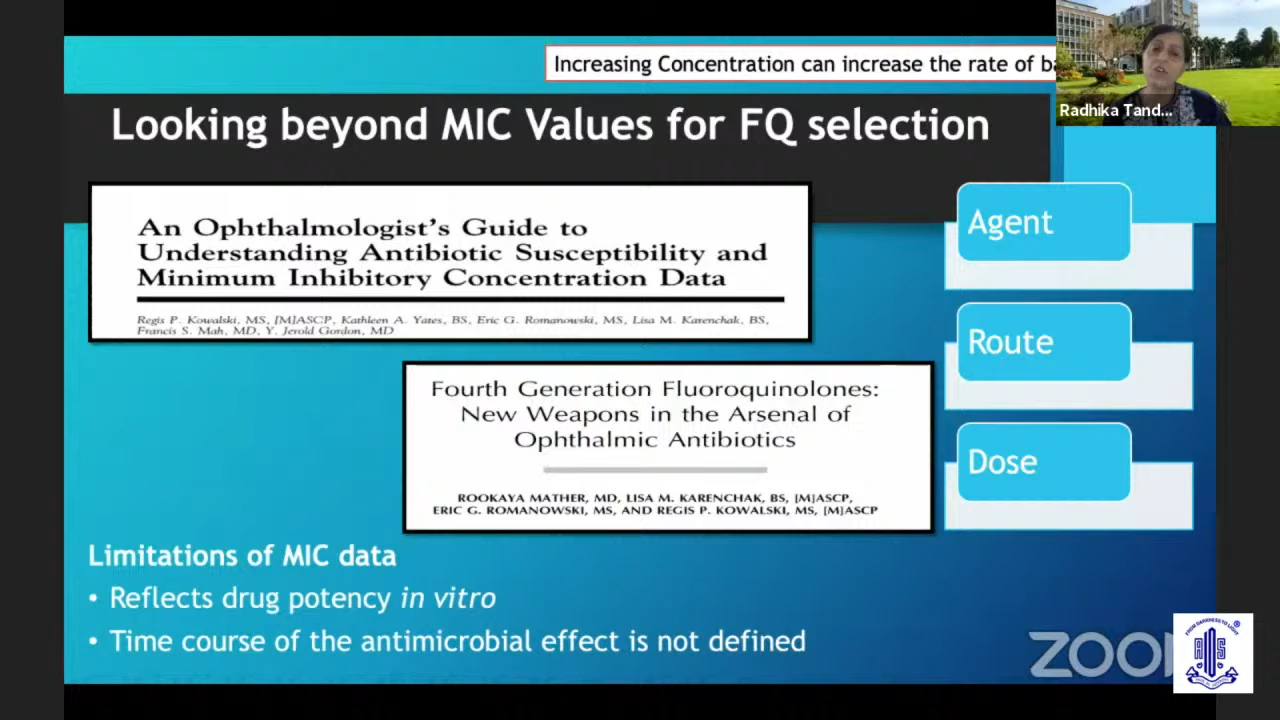 Increasing Concentration can increase the rate of
Radhika Tand...
Looking beyond MIC Values for FQ selection
An Ophthalmologist's Guide to
Understanding Antibiotic Susceptibility and
Minimum Inhibitory Concentration Data
Regis P. Kowalski, MS, [M]ASCP, Kathleen A. Yates, BS, Eric G. Romanowski, MS, Lisa M. Karenchak, BS,
Francis S. Mah, MD, Y. Jerold Gordon, MD
Fourth Generation Fluoroquinolones:
New Weapons in the Arsenal of
Ophthalmic Antibiotics
ROOKAYA MATHER, MD, LISA M. KARENCHAK, BS, [M]ASCP,
ERIC G. ROMANOWSKI, MS, AND REGIS P. KOWALSKI, MS, [M]ASCP
Agent
Route
Dose
Limitations of MIC data
• Reflects drug potency in vitro
• Time course of the antimicrobial effect is not defined
FROM DARKNESS TO LIGHT